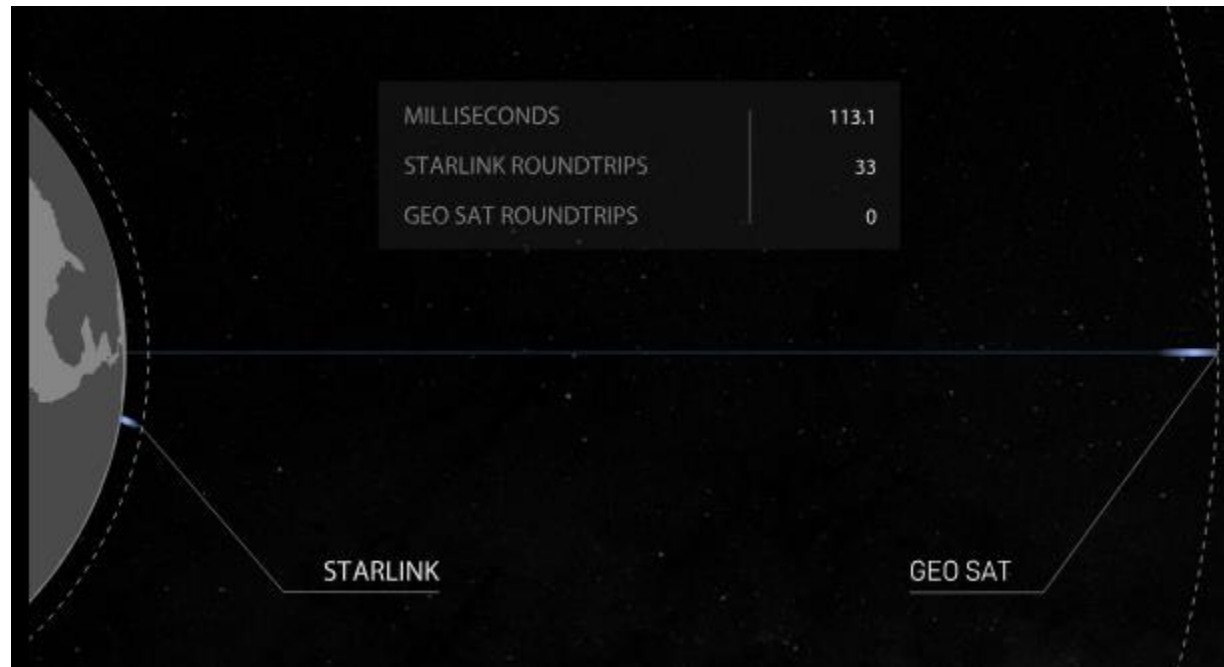 MILLISECONDS 113.1
STARLINK ROUNDTRIPS 33
GEO SAT ROUNDTRIPS 0
STARLINK
GEO SAT